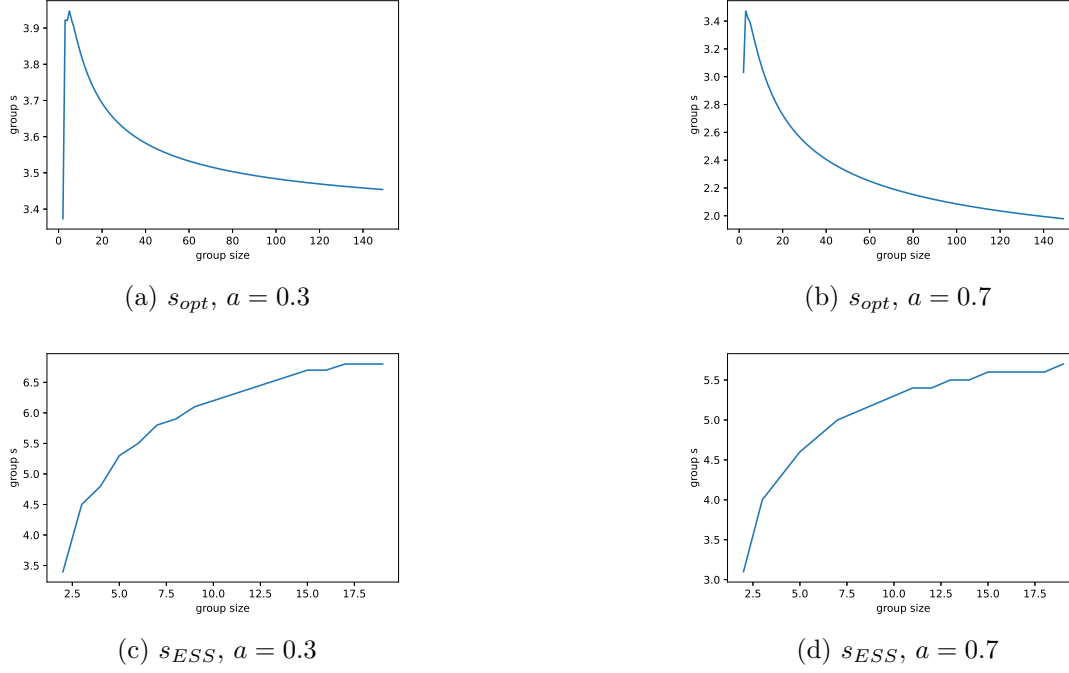 3.9
3.8
3.7
3.6
3.5
3.4
group s
0 20 40 60 80 100 120 140
group size
(a) s_opt, a = 0.3
3.4
3.2
3.0
2.8
2.6
2.4
2.2
2.0
group s
0 20 40 60 80 100 120 140
group size
(b) s_opt, a = 0.7
6.5
6.0
5.5
5.0
4.5
4.0
3.5
group s
2.5 5.0 7.5 10.0 12.5 15.0 17.5
group size
(c) s_ESS, a = 0.3
5.5
5.0
4.5
4.0
3.5
3.0
group s
2.5 5.0 7.5 10.0 12.5 15.0 17.5
group size
(d) s_ESS, a = 0.7